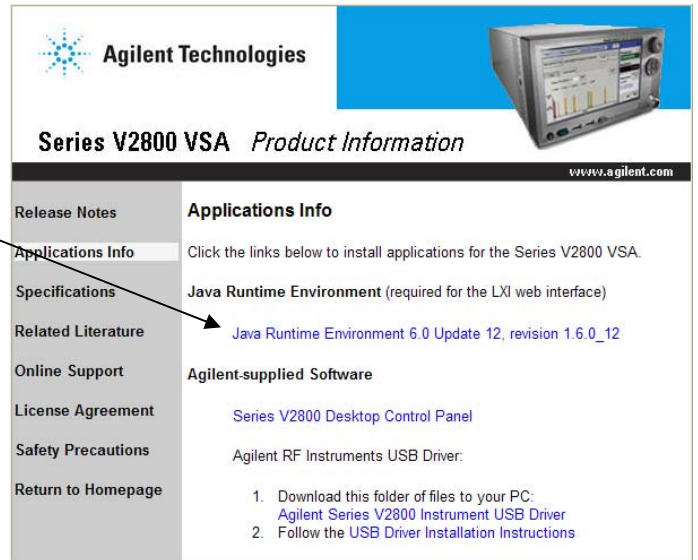 Agilent Technologies
Series V2800 VSA Product Information
www.agilent.com
Release Notes
Applications Info
Specifications
Related Literature
Online Support
License Agreement
Safety Precautions
Return to Homepage
Applications Info
Click the links below to install applications for the Series V2800 VSA.
Java Runtime Environment (required for the LXI web interface)
Java Runtime Environment 6.0 Update 12, revision 1.6.0_12
Agilent-supplied Software
Series V2800 Desktop Control Panel
Agilent RF Instruments USB Driver:
1. Download this folder of files to your PC:
Agilent Series V2800 Instrument USB Driver
2. Follow the USB Driver Installation Instructions